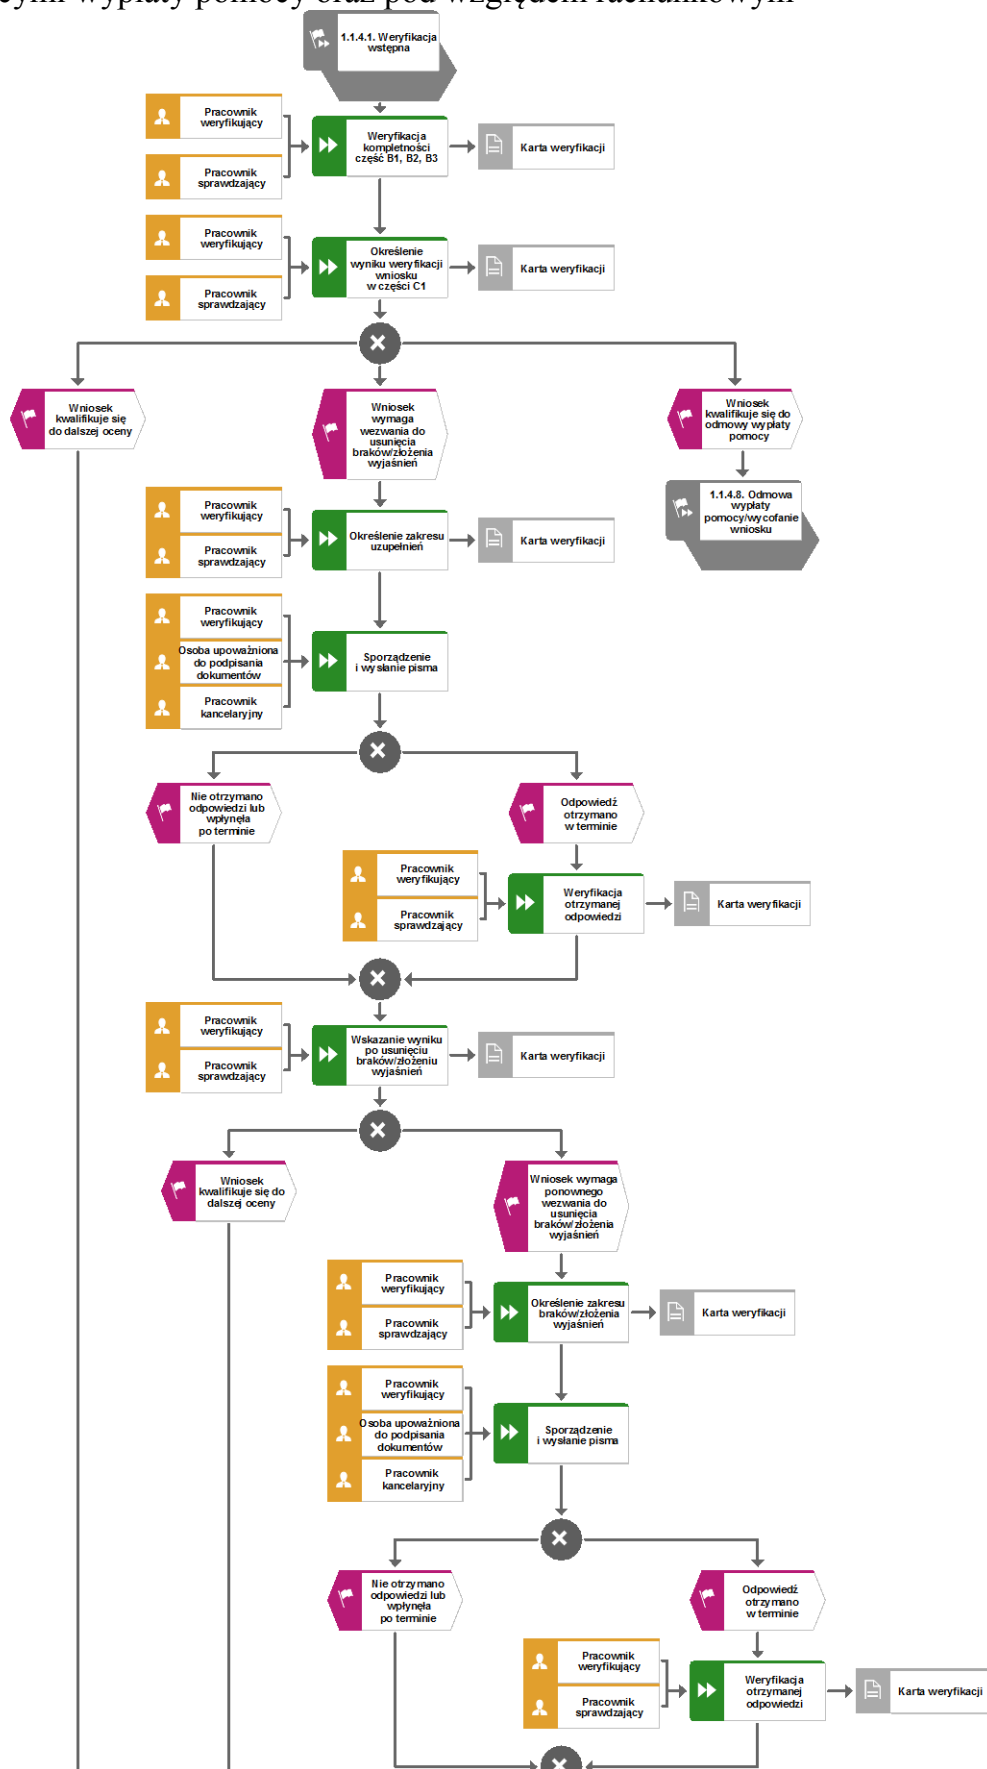 cymi wypłaty pomocy oraz pod względem rachunkowym
1.1.4.1. Weryfikacja
wstępna
Pracownik
weryfikujący
Pracownik
sprawdzający
Weryfikacja
kompletności
część B1, B2, B3
Karta weryfikacji
Pracownik
weryfikujący
Pracownik
sprawdzający
Określenie
wyniku weryfikacji
wniosku
w części C1
Karta weryfikacji
Wniosek
kwalifikuje się
do dalszej oceny
Wniosek
wymaga
wezwania do
usunięcia
braków/złożenia
wyjaśnień
Wniosek
kwalifikuje się do
odmowy wypłaty
pomocy
1.1.4.8. Odmowa
wypłaty
pomocy/wycofanie
wniosku
Pracownik
weryfikujący
Pracownik
sprawdzający
Określenie zakresu
uzupełnień
Karta weryfikacji
Pracownik
weryfikujący
Osoba upoważniona
do podpisania
dokumentów
Pracownik
kancelaryjny
Sporządzenie
i wysłanie pisma
Nie otrzymano
odpowiedzi lub
wpłynęła
po terminie
Odpowiedź
otrzymano
w terminie
Pracownik
weryfikujący
Pracownik
sprawdzający
Weryfikacja
otrzymanej
odpowiedzi
Karta weryfikacji
Pracownik
weryfikujący
Pracownik
sprawdzający
Wskazanie wyniku
po usunięciu
braków/złożeniu
wyjaśnień
Karta weryfikacji
Wniosek
kwalifikuje się do
dalszej oceny
Wniosek wymaga
ponownego
wezwania do
usunięcia
braków/złożenia
wyjaśnień
Pracownik
weryfikujący
Pracownik
sprawdzający
Określenie zakresu
braków/złożenia
wyjaśnień
Karta weryfikacji
Pracownik
weryfikujący
Osoba upoważniona
do podpisania
dokumentów
Pracownik
kancelaryjny
Sporządzenie
i wysłanie pisma
Nie otrzymano
odpowiedzi lub
wpłynęła
po terminie
Odpowiedź
otrzymano
w terminie
Pracownik
weryfikujący
Pracownik
sprawdzający
Weryfikacja
otrzymanej
odpowiedzi
Karta weryfikacji